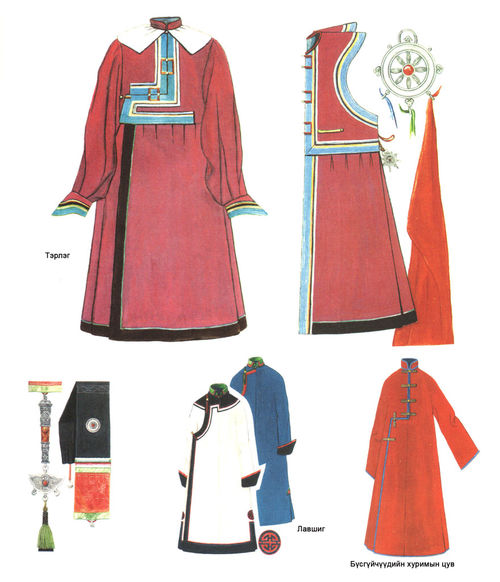 Тэрлэг
Лавшиг
Бүсгүйчүүдийн хуримын цув